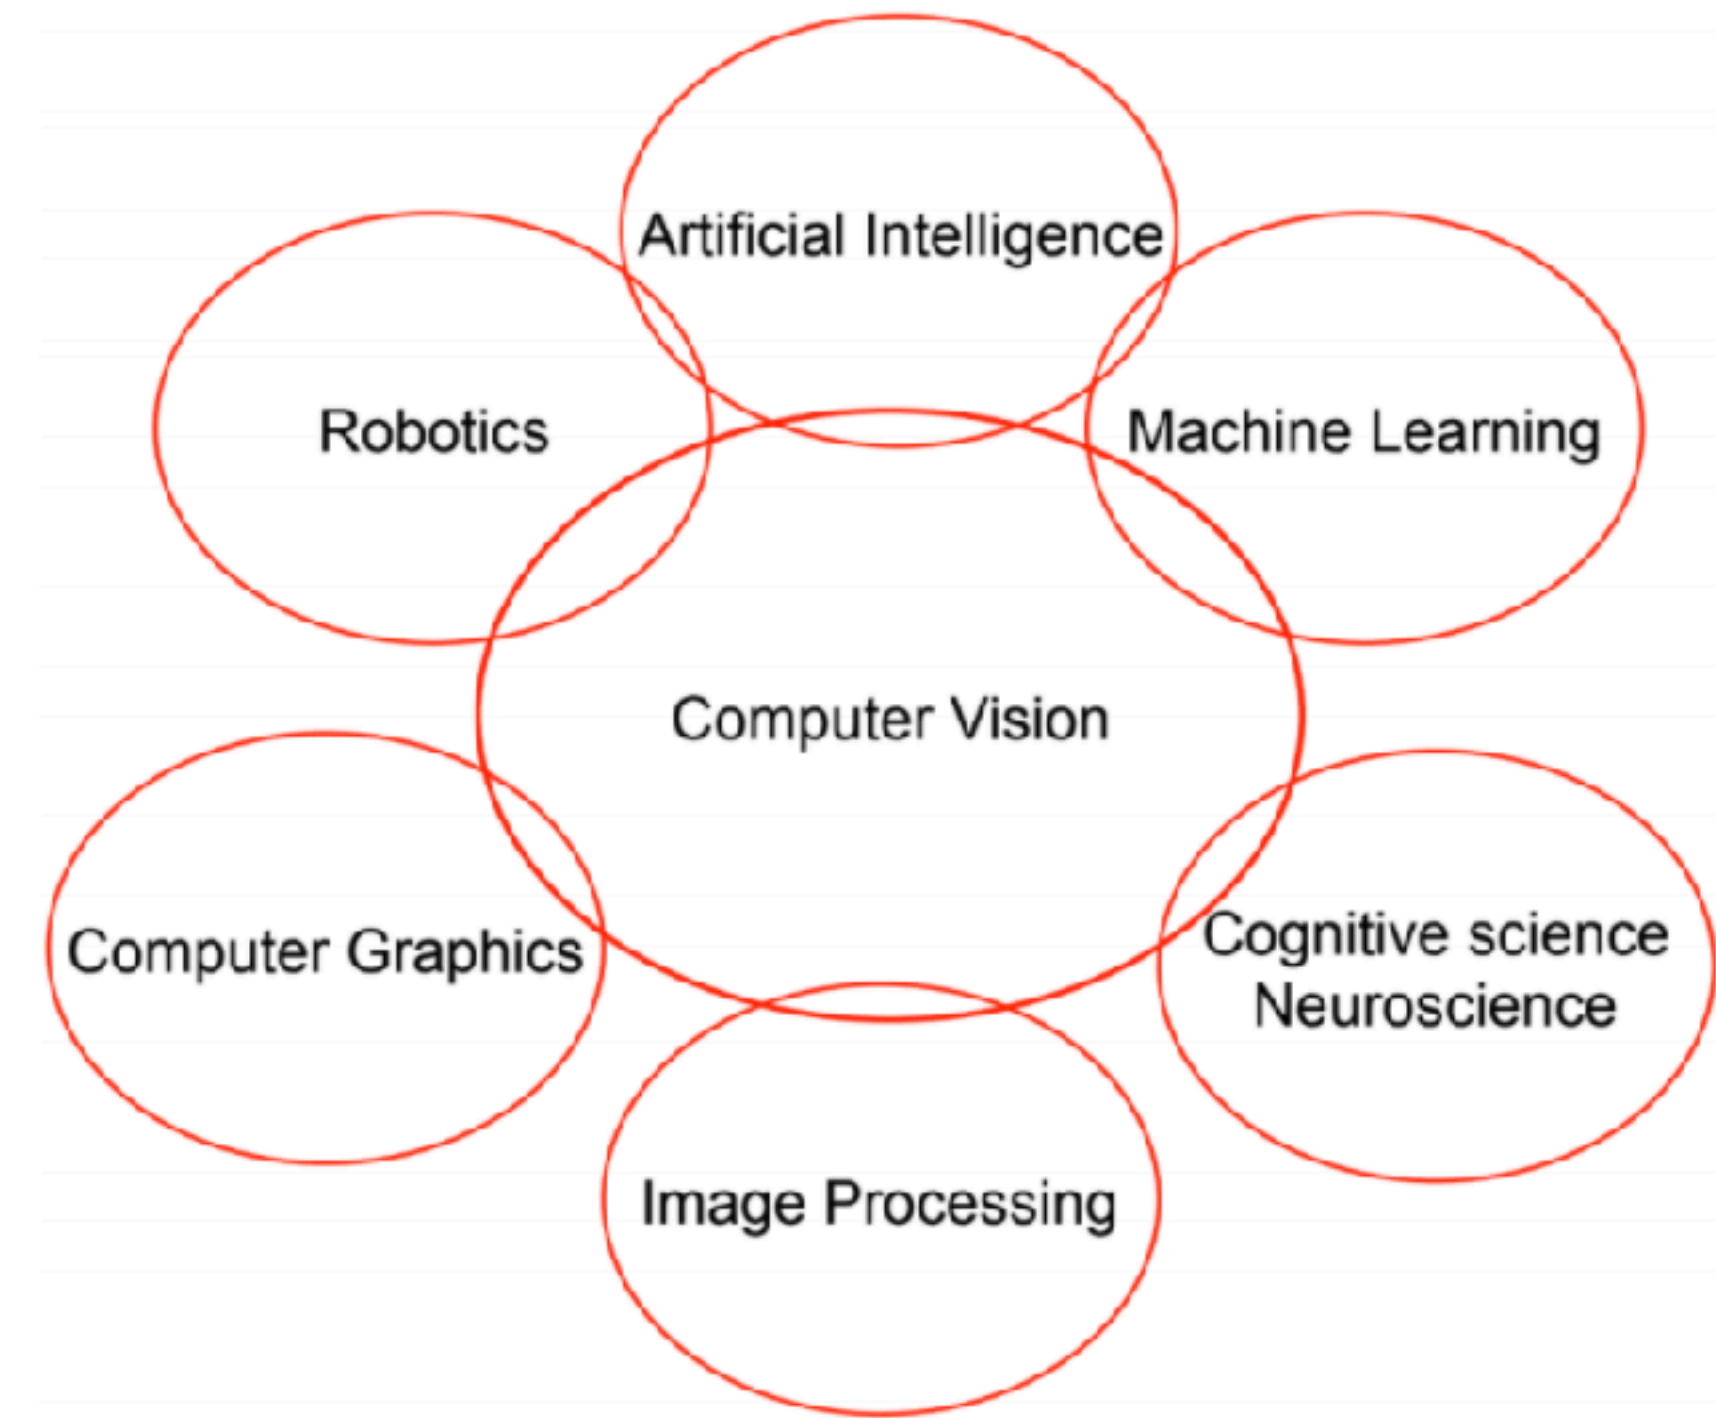 Artificial Intelligence
Robotics
Machine Learning
Computer Vision
Computer Graphics
Cognitive science
Neuroscience
Image Processing